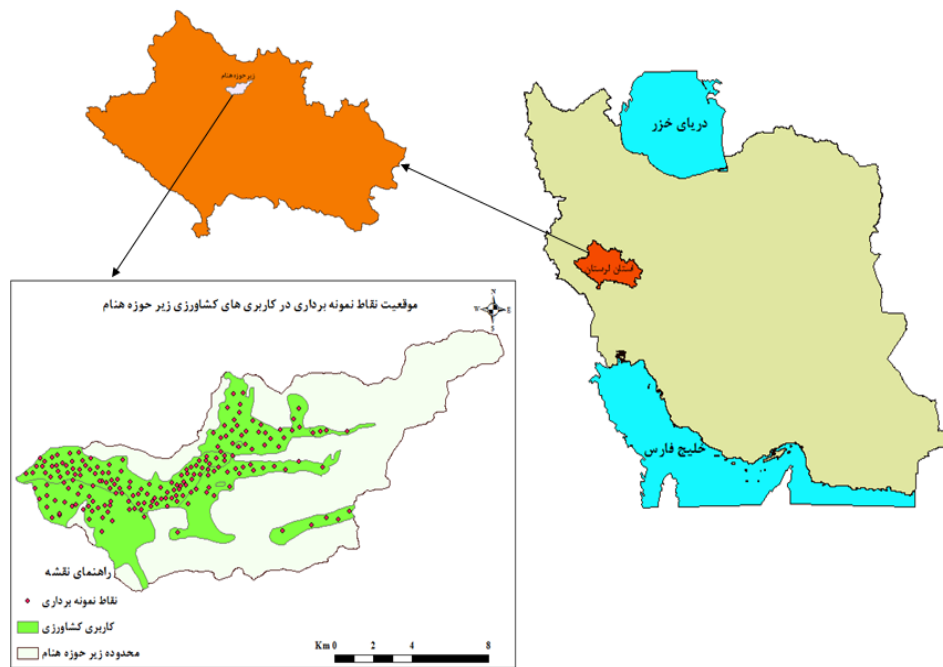 زیر حوزه هنام
دریای خزر
استان لرستان
خلیج فارس
موقعیت نقاط نمونه برداری در کاربری های کشاورزی زیر حوزه هنام
N
W E
S
راهنمای نقشه
نقاط نمونه برداری
کاربری کشاورزی
محدوده زیر حوزه هنام
Km 0 2 4 8